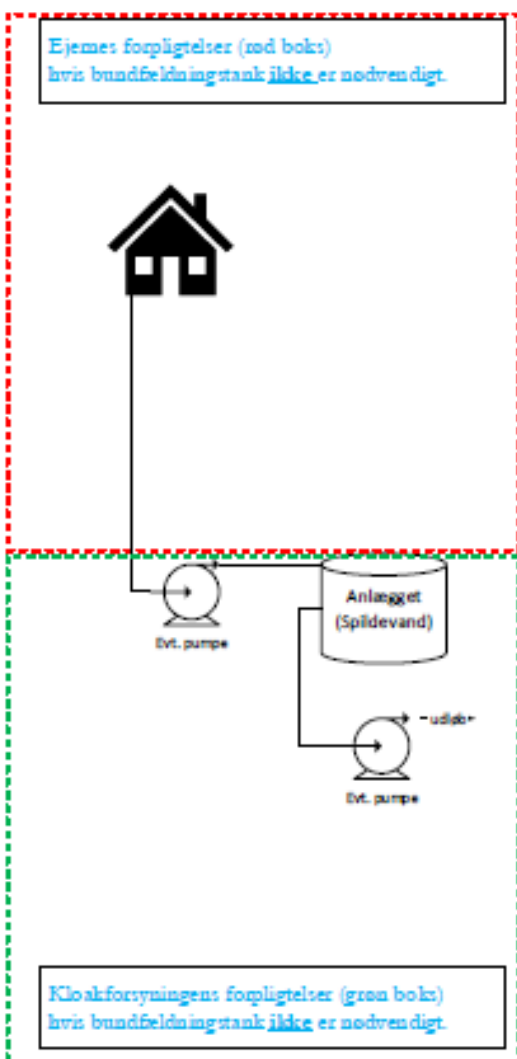 Ejernes forpligtelser (rød boks)
hvis bundfældningstank ikke er nødvendigt.
Evt. pumpe
Anlægget
(Spildevand)
-udløb-
Evt. pumpe
Kloakforsyningens forpligtelser (grøn boks)
hvis bundfældningstank ikke er nødvendigt.